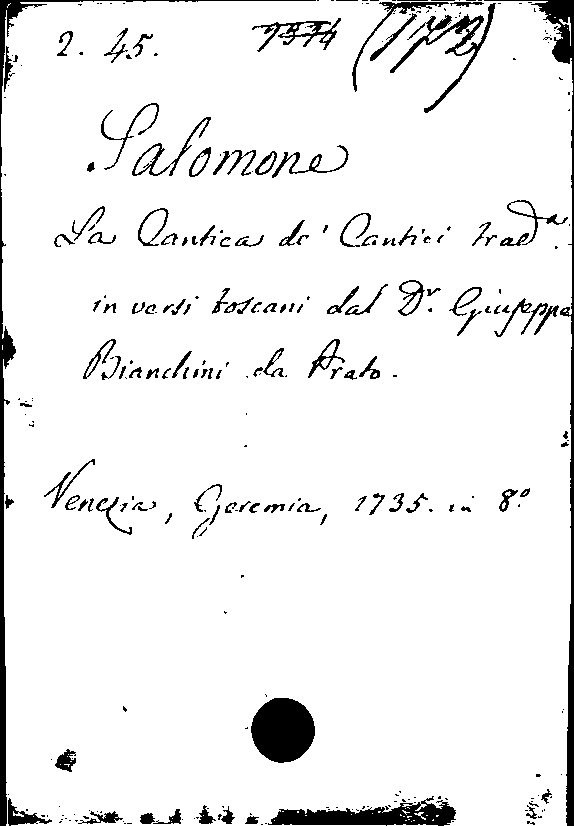 2. 45. (172)
Salomone
La Cantica de' Cantici trad.a
in versi toscani dal Dr. Giuseppe
Bianchini da Prato.
Venezia, Geremia, 1735. in 8.o